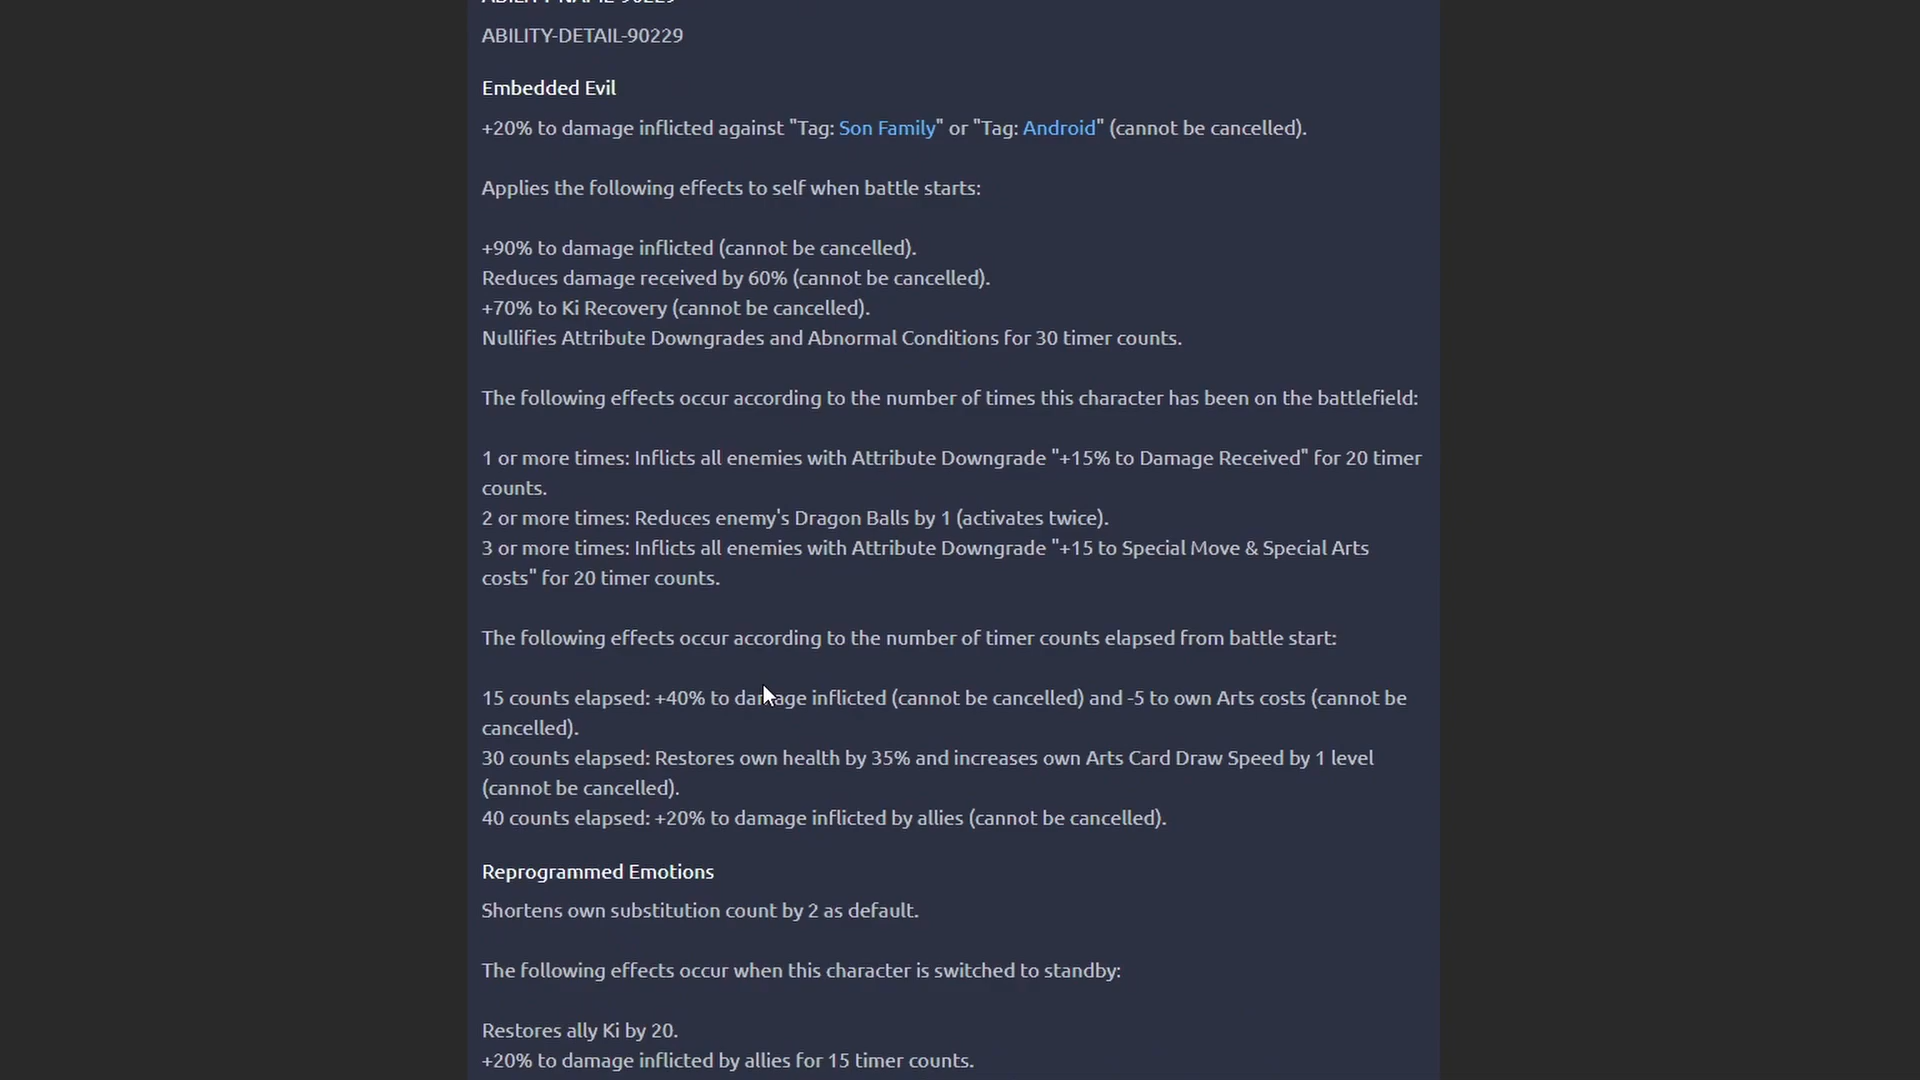 ABILITY-NAME-90229
ABILITY-DETAIL-90229
Embedded Evil
+20% to damage inflicted against "Tag: Son Family" or "Tag: Android" (cannot be cancelled).
Applies the following effects to self when battle starts:
+90% to damage inflicted (cannot be cancelled).
Reduces damage received by 60% (cannot be cancelled).
+70% to Ki Recovery (cannot be cancelled).
Nullifies Attribute Downgrades and Abnormal Conditions for 30 timer counts.
The following effects occur according to the number of times this character has been on the battlefield:
1 or more times: Inflicts all enemies with Attribute Downgrade "+15% to Damage Received" for 20 timer
counts.
2 or more times: Reduces enemy's Dragon Balls by 1 (activates twice).
3 or more times: Inflicts all enemies with Attribute Downgrade "+15 to Special Move & Special Arts
costs" for 20 timer counts.
The following effects occur according to the number of timer counts elapsed from battle start:
15 counts elapsed: +40% to damage inflicted (cannot be cancelled) and -5 to own Arts costs (cannot be
cancelled).
30 counts elapsed: Restores own health by 35% and increases own Arts Card Draw Speed by 1 level
(cannot be cancelled).
40 counts elapsed: +20% to damage inflicted by allies (cannot be cancelled).
Reprogrammed Emotions
Shortens own substitution count by 2 as default.
The following effects occur when this character is switched to standby:
Restores ally Ki by 20.
+20% to damage inflicted by allies for 15 timer counts.